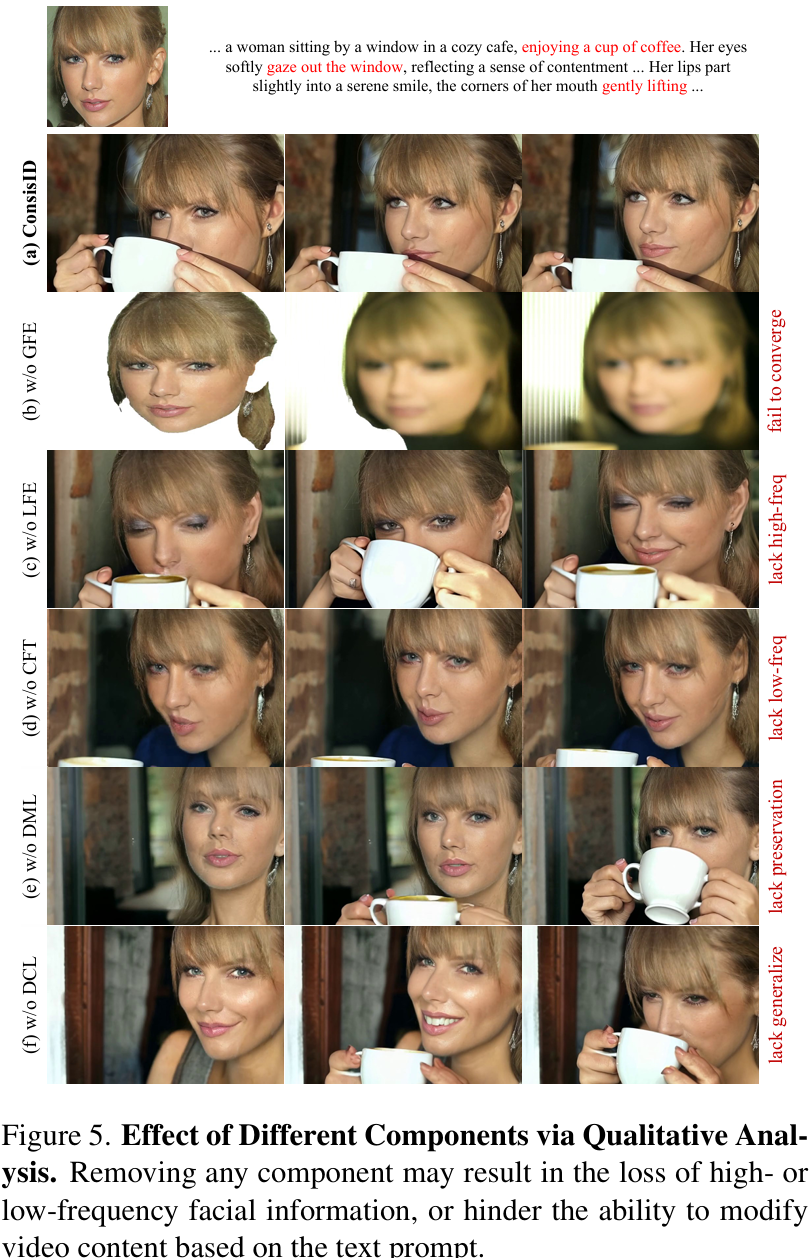 ... a woman sitting by a window in a cozy cafe, enjoying a cup of coffee. Her eyes
softly gaze out the window, reflecting a sense of contentment ... Her lips part
slightly into a serene smile, the corners of her mouth gently lifting ...
(a) ConsisID
(b) w/o GFE
fail to converge
(c) w/o LFE
lack high-freq
(d) w/o CFT
lack low-freq
(e) w/o DML
lack preservation
(f) w/o DCL
lack generalize
Figure 5. Effect of Different Components via Qualitative Anal-
ysis. Removing any component may result in the loss of high- or
low-frequency facial information, or hinder the ability to modify
video content based on the text prompt.